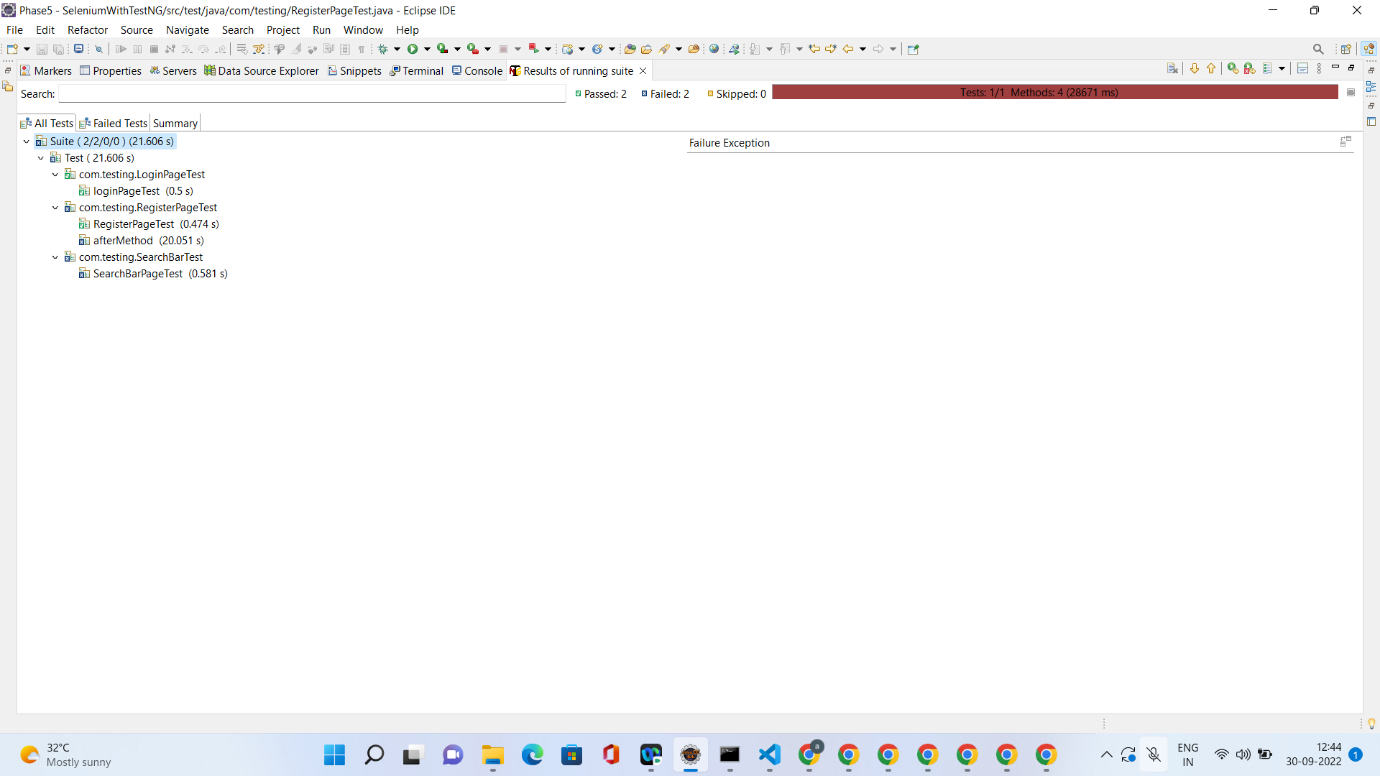 Phase5 - SeleniumWithTestNG/src/test/java/com/testing/RegisterPageTest.java - Eclipse IDE
File Edit Refactor Source Navigate Search Project Run Window Help
Markers Properties Servers Data Source Explorer Snippets Terminal Console Results of running suite
Search: Passed: 2 Failed: 2 Skipped: 0 Tests: 1/1 Methods: 4 (28671 ms)
All Tests Failed Tests Summary
Suite ( 2/2/0/0 ) (21.606 s)
Failure Exception
Test ( 21.606 s)
com.testing.LoginPageTest
loginPageTest (0.5 s)
com.testing.RegisterPageTest
RegisterPageTest (0.474 s)
afterMethod (20.051 s)
com.testing.SearchBarTest
SearchBarPageTest (0.581 s)
32°C
Mostly sunny
a
ENG
IN
12:44
30-09-2022
1